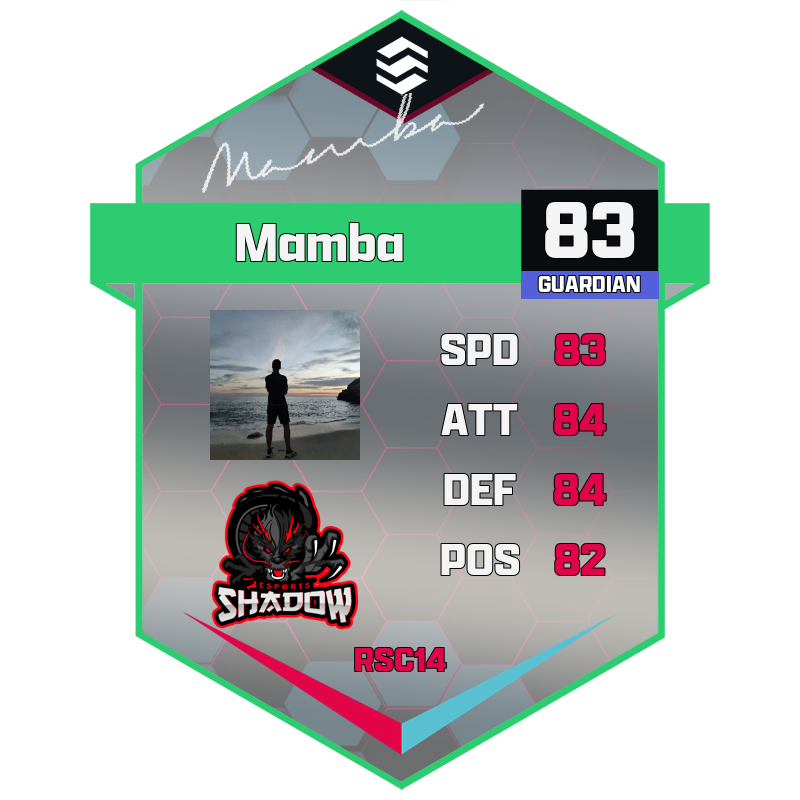 Mamba
Mamba
83
GUARDIAN
SPD 83
ATT 84
DEF 84
POS 82
ESPORTS
SHADOW
RSC14